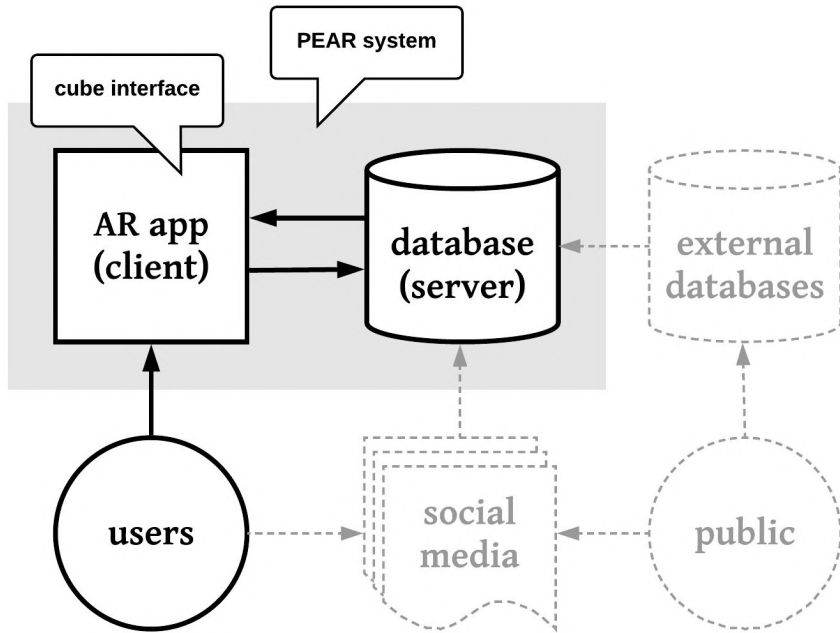 PEAR system
cube interface
AR app
(client)
database
(server)
external
databases
users
social
media
public